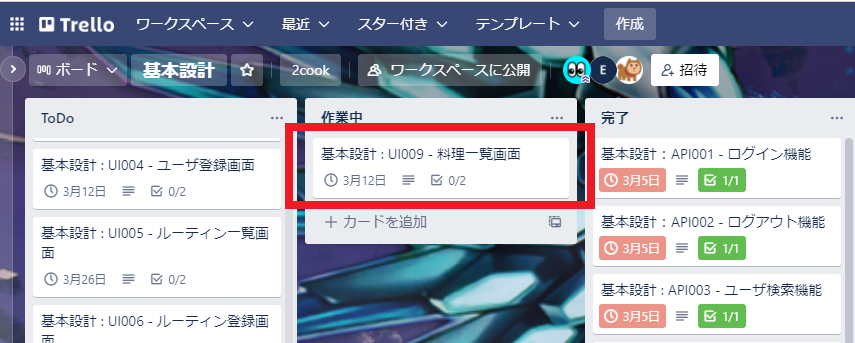 Trello ワークスペース 最近 スター付き テンプレート 作成
ボード 基本設計 2cook ワークスペースに公開 E 招待
ToDo
基本設計 : UI004 - ユーザ登録画面
3月12日 0/2
基本設計 : UI005 - ルーティン一覧画
面
3月26日 0/2
基本設計 : UI006 - ルーティン登録画
作業中
基本設計 : UI009 - 料理一覧画面
3月12日 0/2
+ カードを追加
完了
基本設計：API001 - ログイン機能
3月5日 1/1
基本設計 : API002 - ログアウト機能
3月5日 1/1
基本設計 : API003 - ユーザ検索機能
3月5日 1/1